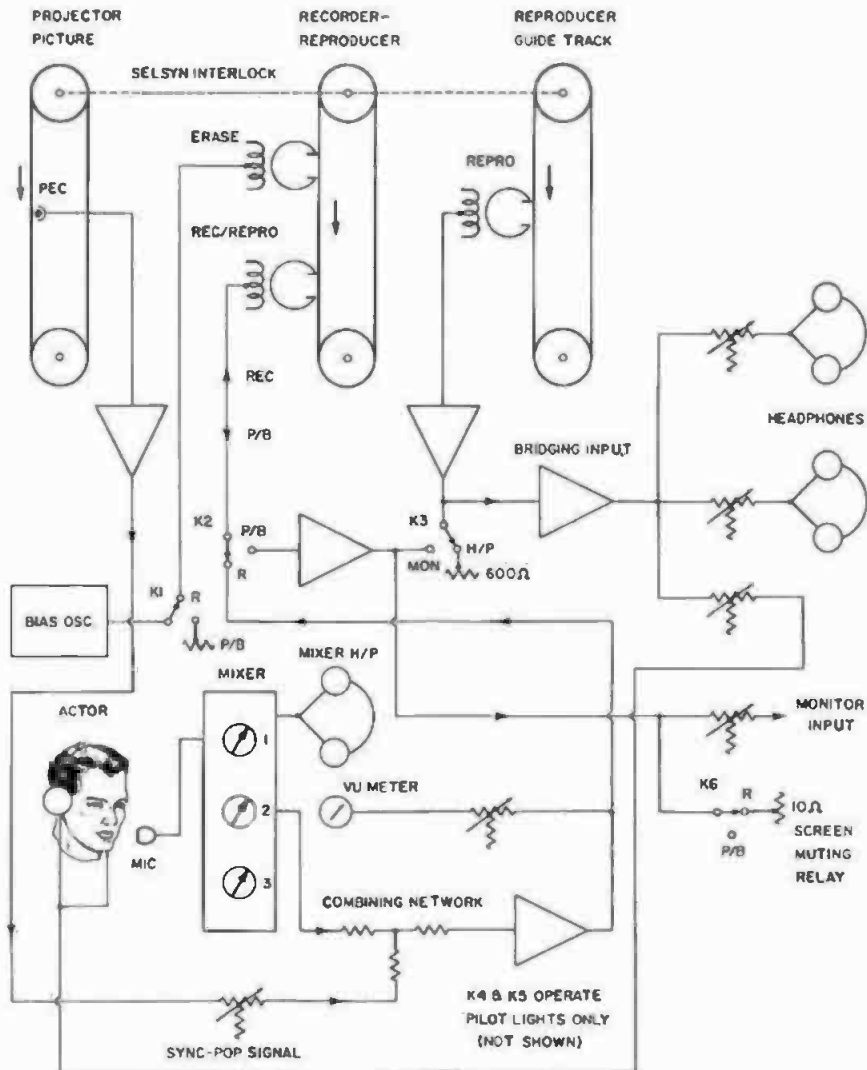 PROJECTOR
PICTURE
RECORDER-
REPRODUCER
REPRODUCER
GUIDE TRACK
SELSYN INTERLOCK
ERASE
REPRO
PEC
REC/REPRO
REC
P/B
HEADPHONES
BRIDGING INPUT
K2
P/B
R
K3
H/P
MON
600Ω
K1
R
BIAS OSC
P/B
MIXER
MIXER H/P
ACTOR
1
MONITOR
INPUT
VU METER
K6
R
10Ω
2
P/B
SCREEN
MUTING
RELAY
MIC
3
COMBINING NETWORK
K4 & K5 OPERATE
PILOT LIGHTS ONLY
(NOT SHOWN)
SYNC-POP SIGNAL